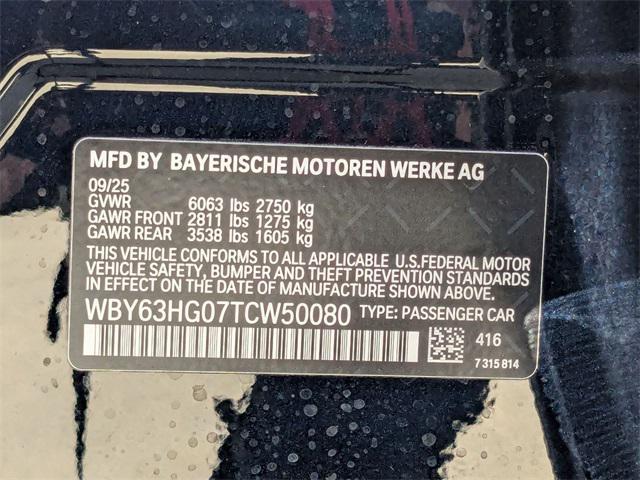 MFD BY BAYERISCHE MOTOREN WERKE AG
09/25
GVWR 6063 lbs 2750 kg
GAWR FRONT 2811 lbs 1275 kg
GAWR REAR 3538 lbs 1605 kg
THIS VEHICLE CONFORMS TO ALL APPLICABLE U.S.FEDERAL MOTOR
VEHICLE SAFETY, BUMPER AND THEFT PREVENTION STANDARDS
IN EFFECT ON THE DATE OF MANUFACTURE SHOWN ABOVE.
WBY63HG07TCW50080 TYPE: PASSENGER CAR
416
7 315 814